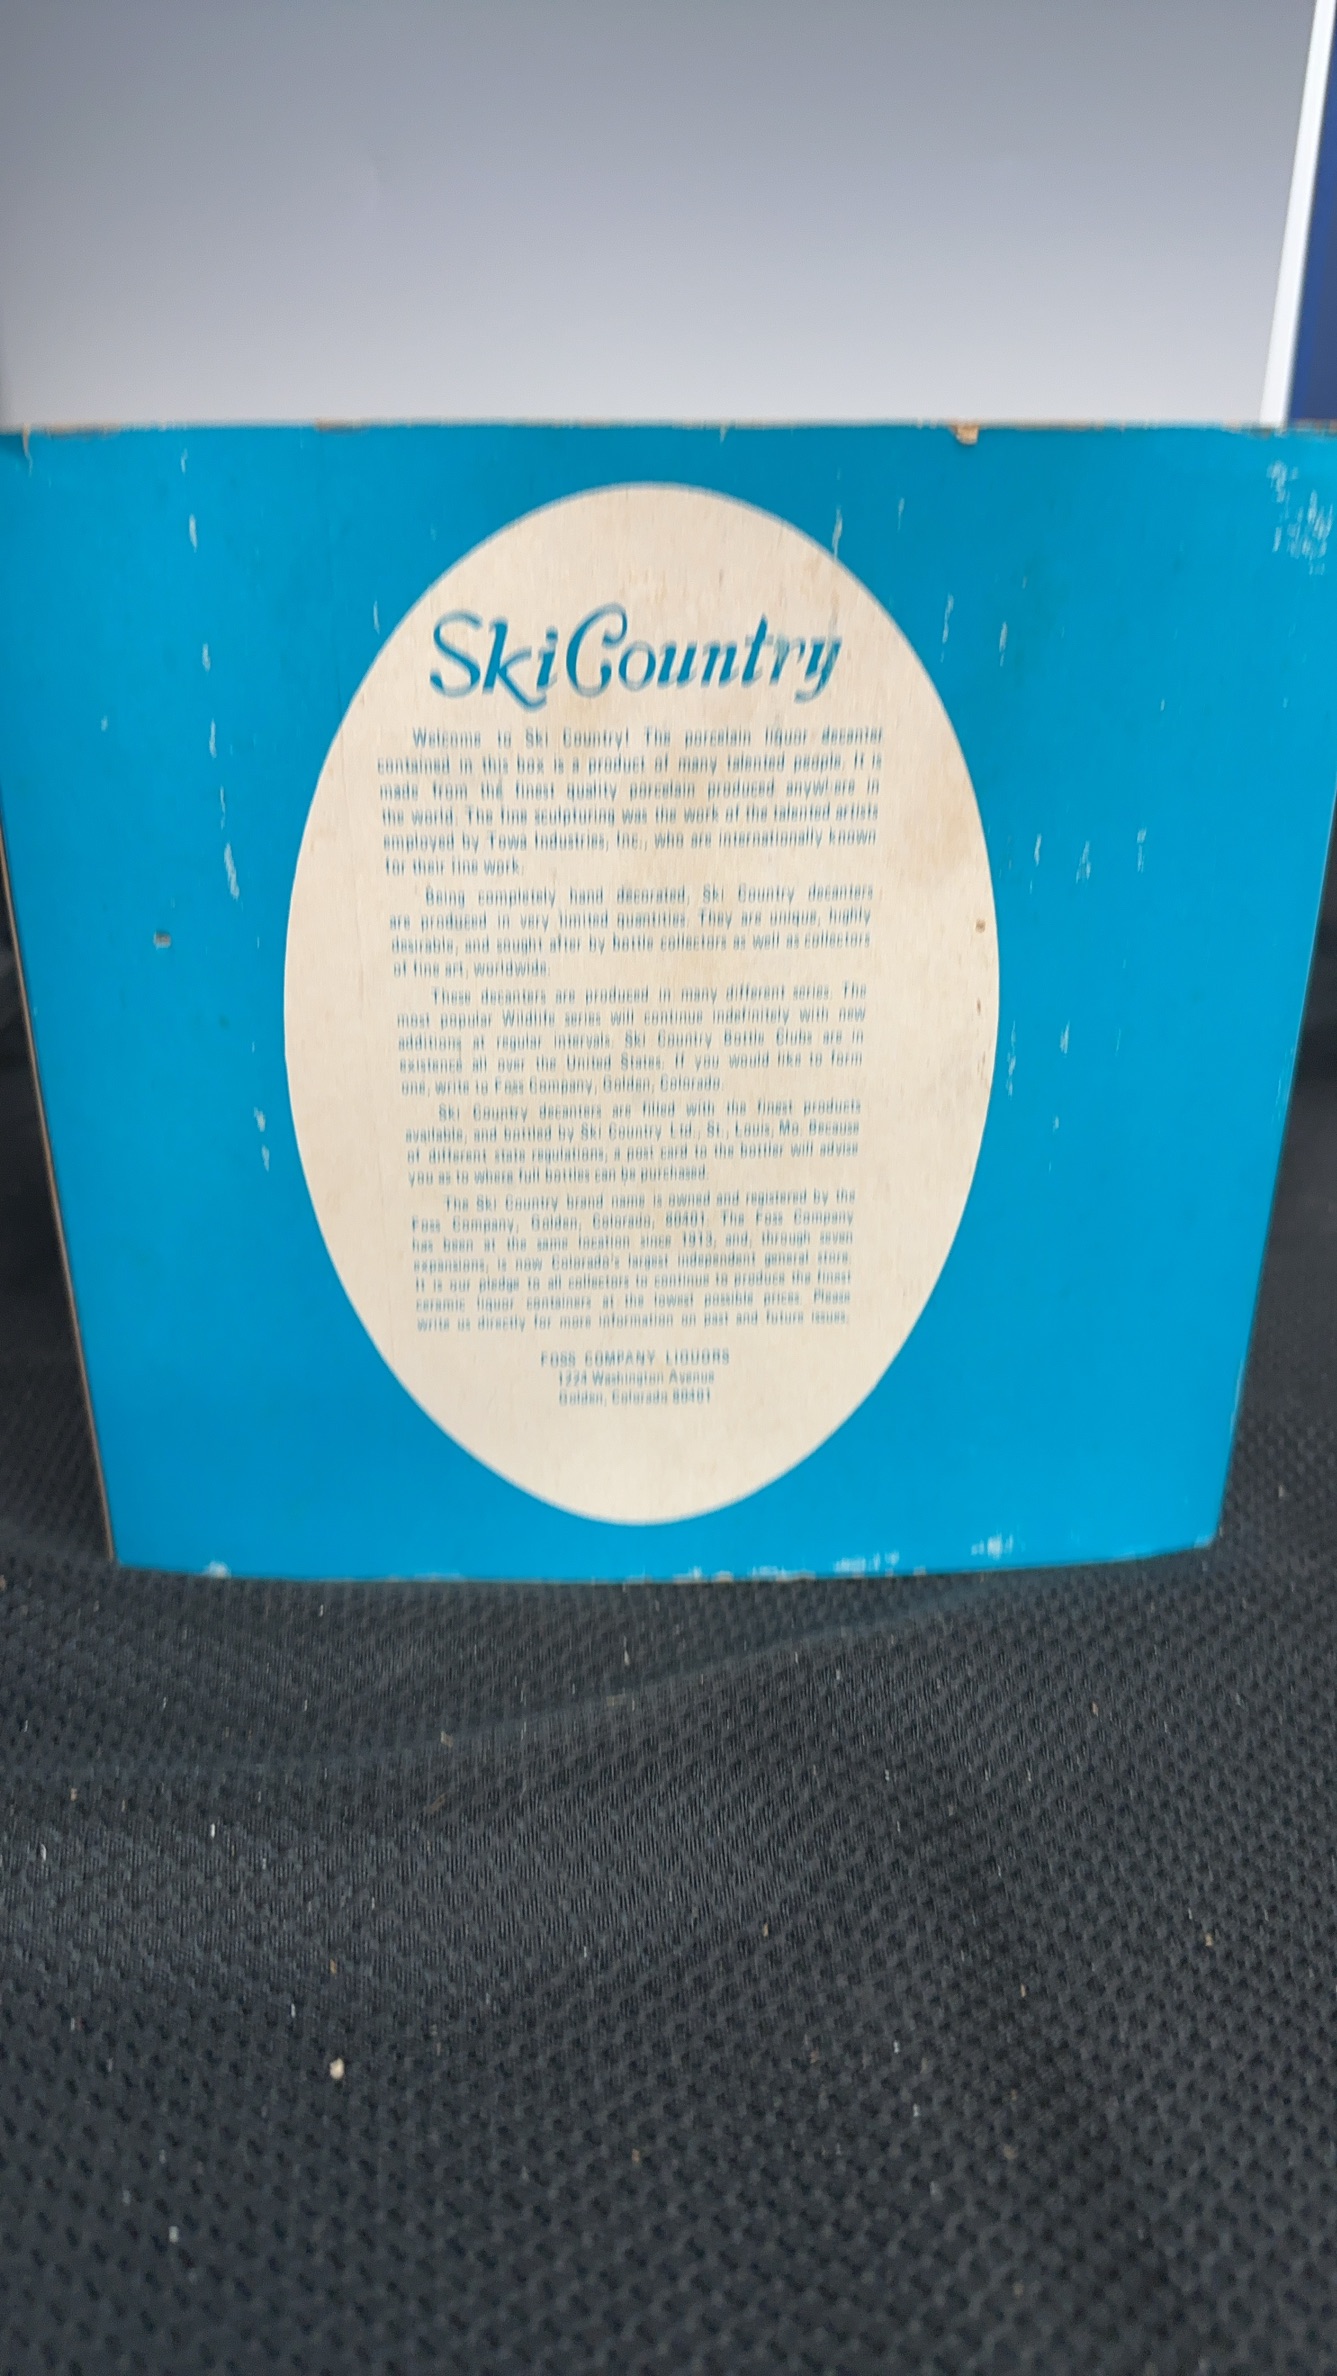 Ski Country
Welcome to Ski Country! The porcelain liquor decanter
contained in this box is a product of many talented people. It is
made from the finest quality porcelain produced anywhere in
the world. The fine sculpturing was the work of the talented artists
employed by Towa Industries, Inc., who are internationally known
for their fine work.
Being completely hand decorated, Ski Country decanters
are produced in very limited quantities. They are unique, highly
desirable, and sought after by bottle collectors as well as collectors
of fine art, worldwide.
These decanters are produced in many different series. The
most popular Wildlife series will continue indefinitely with new
additions at regular intervals. Ski Country Bottle Clubs are in
existence all over the United States. If you would like to form
one, write to Foss Company, Golden, Colorado.
Ski Country decanters are filled with the finest products
available, and bottled by Ski Country Ltd., St., Louis, Mo. Because
of different state regulations, a post card to the bottler will advise
you as to where full bottles can be purchased.
The Ski Country brand name is owned and registered by the
Foss Company, Golden, Colorado, 80401. The Foss Company
has been at the same location since 1913, and, through seven
expansions, is now Colorado's largest independent general store.
It is our pledge to all collectors to continue to produce the finest
ceramic liquor containers at the lowest possible prices. Please
write us directly for more information on past and future issues.
FOSS COMPANY LIQUORS
1224 Washington Avenue
Golden, Colorado 80401